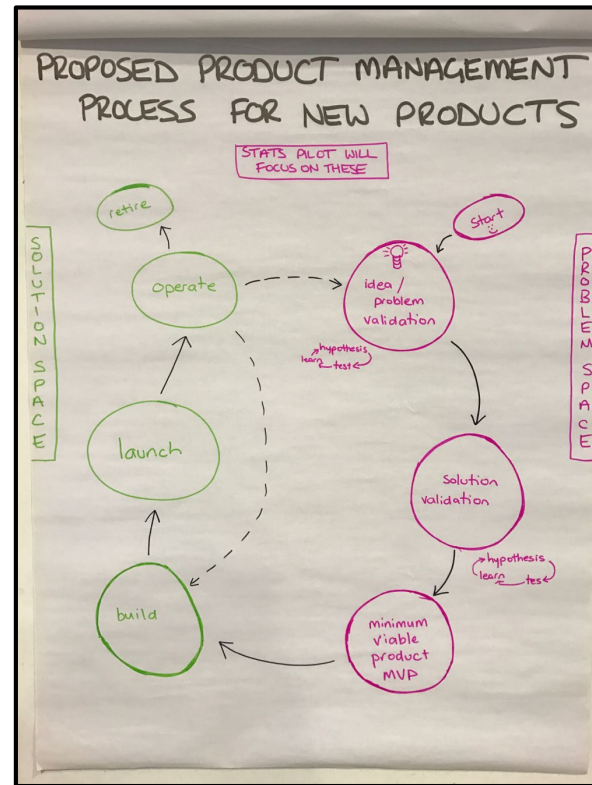 PROPOSED PRODUCT MANAGEMENT
PROCESS FOR NEW PRODUCTS
STATS PILOT WILL
FOCUS ON THESE
retire
Start
SOLUTION SPACE
PROBLEM SPACE
operate
idea /
problem
validation
hypothesis
learn
test
launch
solution
validation
hypothesis
learn
test
build
minimum
viable
product
MVP